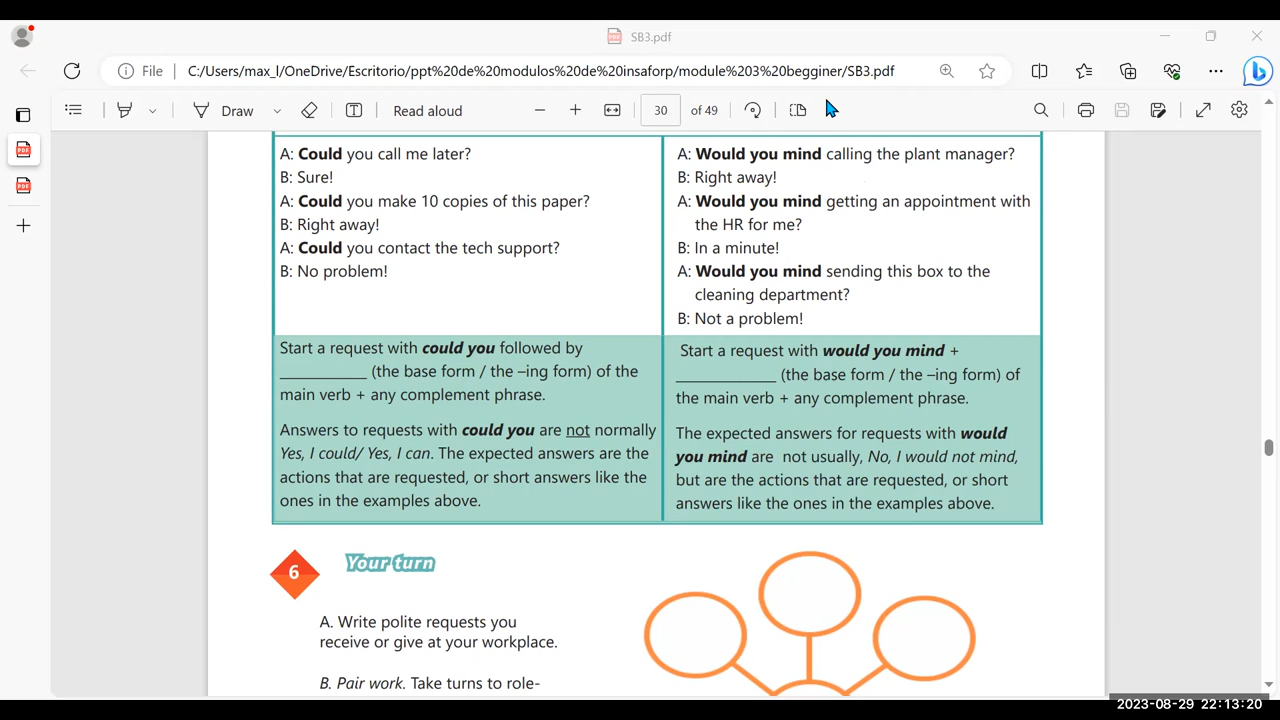 SB3.pdf
File
C:/Users/max_l/OneDrive/Escritorio/ppt%20de%20modulos%20de%20insaforp/module%203%20begginer/SB3.pdf
Draw
Read aloud
30
of 49
A: Could you call me later?
B: Sure!
A: Could you make 10 copies of this paper?
B: Right away!
A: Could you contact the tech support?
B: No problem!
A: Would you mind calling the plant manager?
B: Right away!
A: Would you mind getting an appointment with
the HR for me?
B: In a minute!
A: Would you mind sending this box to the
cleaning department?
B: Not a problem!
Start a request with could you followed by
___________ (the base form / the –ing form) of the
main verb + any complement phrase.
Answers to requests with could you are not normally
Yes, I could/ Yes, I can. The expected answers are the
actions that are requested, or short answers like the
ones in the examples above.
Start a request with would you mind +
____________ (the base form / the –ing form) of
the main verb + any complement phrase.
The expected answers for requests with would
you mind are not usually, No, I would not mind,
but are the actions that are requested, or short
answers like the ones in the examples above.
6
Your turn
A. Write polite requests you
receive or give at your workplace.
B. Pair work. Take turns to role-
2023-08-29 22:13:20